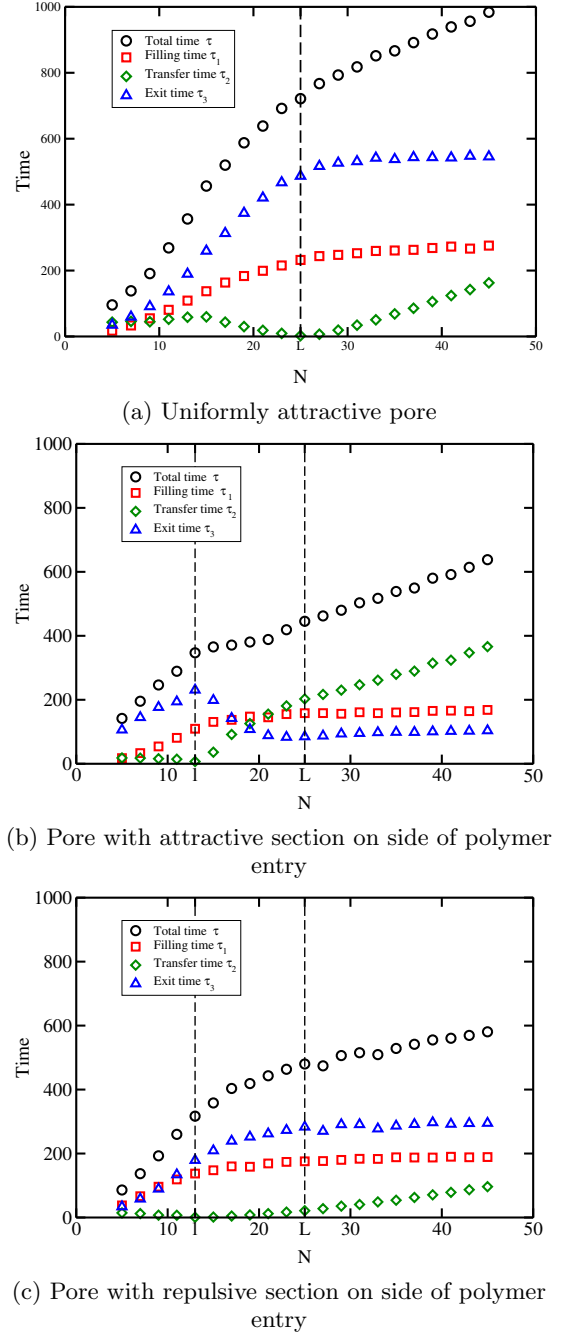 1000
800
600
400
200
0
Time
Total time τ
Filling time τ1
Transfer time τ2
Exit time τ3
0 10 20 L 30 40 50
N
(a) Uniformly attractive pore
1000
800
600
400
200
0
Time
Total time τ
Filling time τ1
Transfer time τ2
Exit time τ3
0 10 l 20 L 30 40 50
N
(b) Pore with attractive section on side of polymer
entry
1000
800
600
400
200
0
Time
Total time τ
Filling time τ1
Transfer time τ2
Exit time τ3
0 10 l 20 L 30 40 50
N
(c) Pore with repulsive section on side of polymer
entry